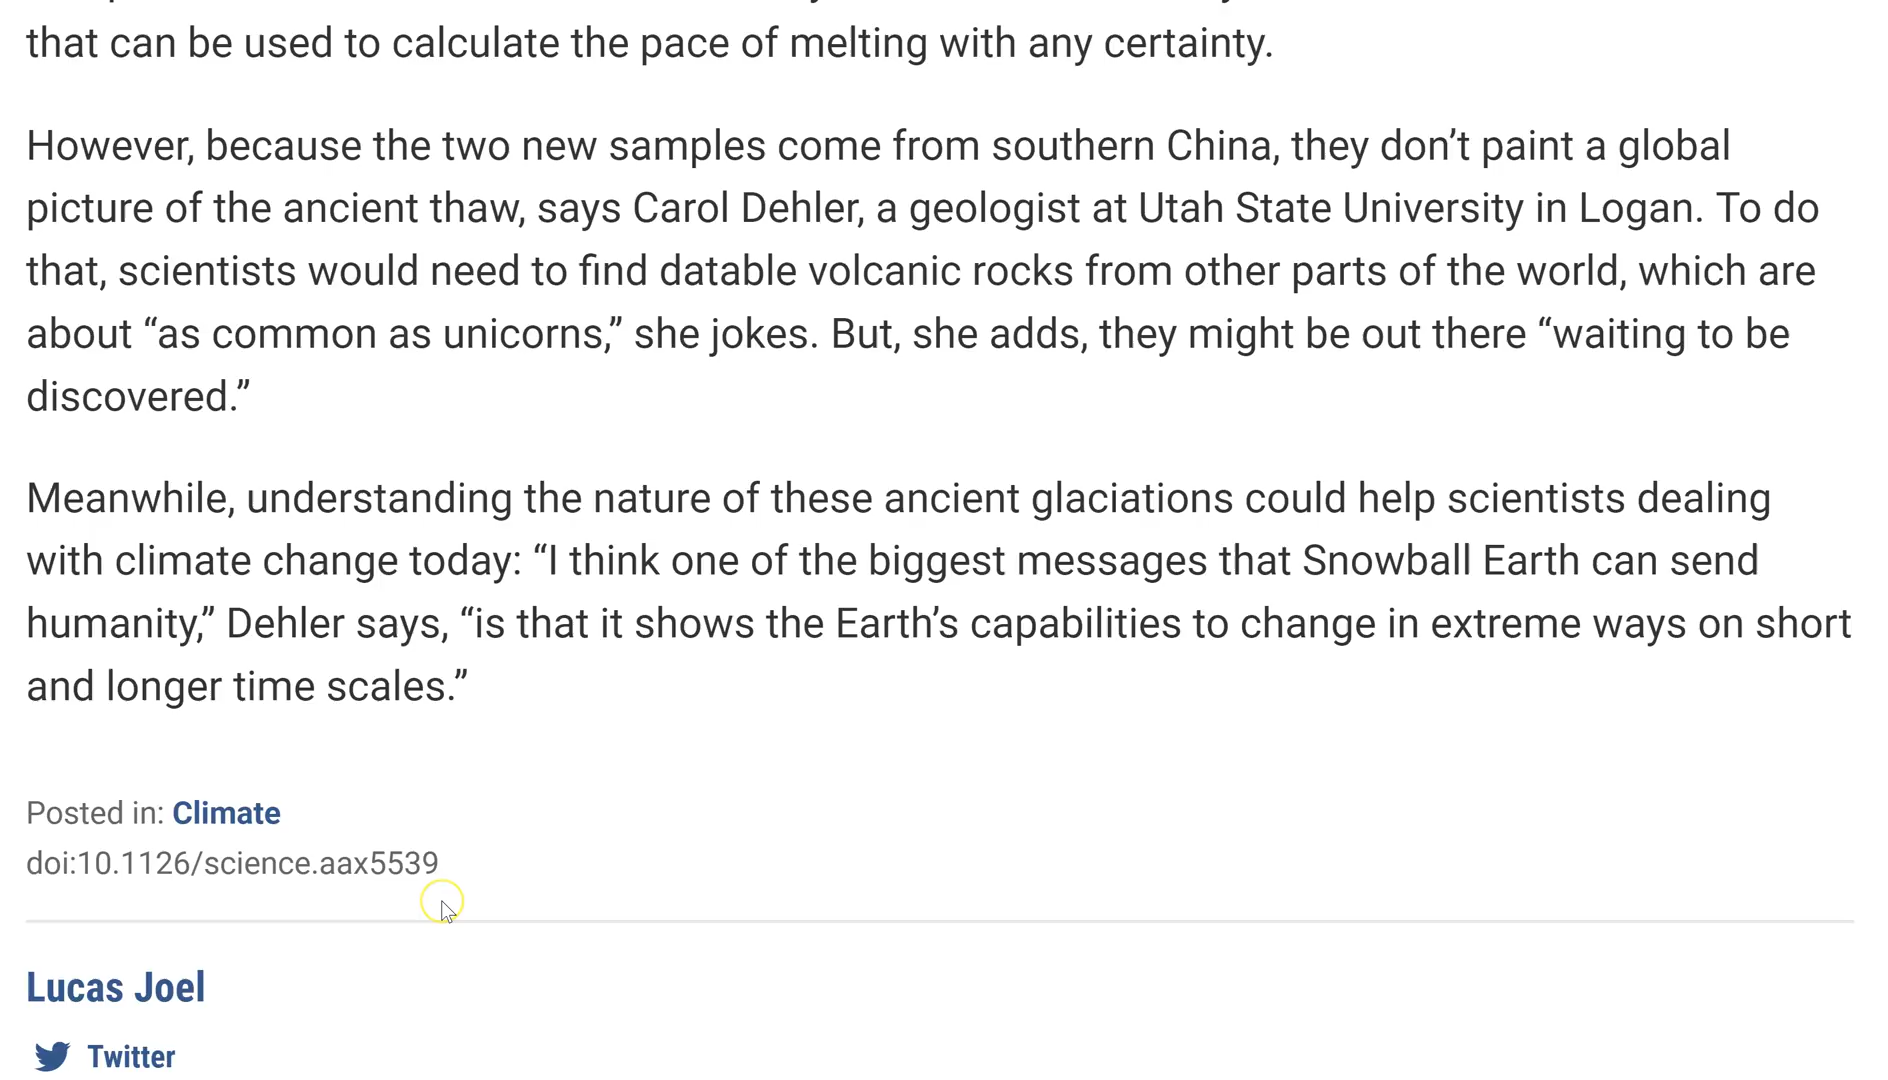 that can be used to calculate the pace of melting with any certainty.
However, because the two new samples come from southern China, they don’t paint a global
picture of the ancient thaw, says Carol Dehler, a geologist at Utah State University in Logan. To do
that, scientists would need to find datable volcanic rocks from other parts of the world, which are
about “as common as unicorns,” she jokes. But, she adds, they might be out there “waiting to be
discovered.”
Meanwhile, understanding the nature of these ancient glaciations could help scientists dealing
with climate change today: “I think one of the biggest messages that Snowball Earth can send
humanity,” Dehler says, “is that it shows the Earth’s capabilities to change in extreme ways on short
and longer time scales.”
Posted in: Climate
doi:10.1126/science.aax5539
Lucas Joel
Twitter